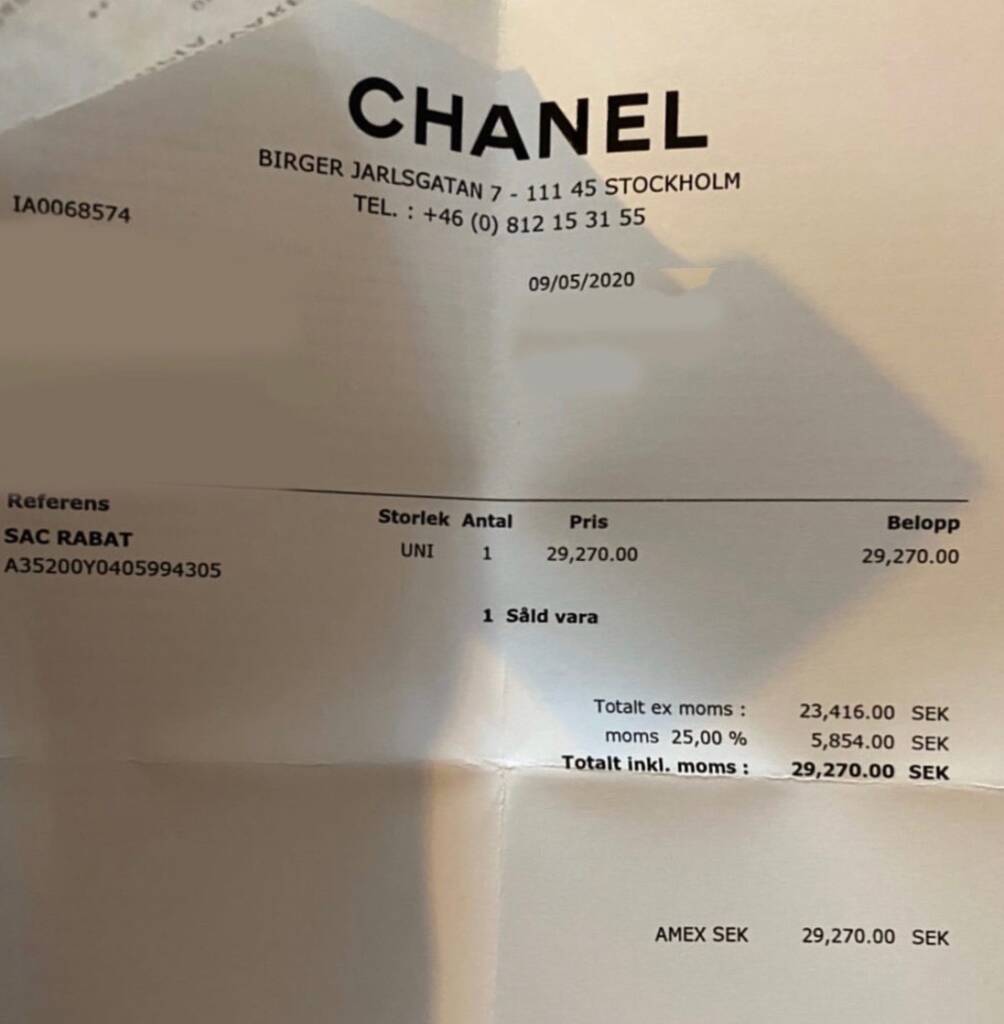 CHANEL
BIRGER JARLSGATAN 7 - 111 45 STOCKHOLM
TEL. : +46 (0) 812 15 31 55
IA0068574
09/05/2020
Referens Storlek Antal Pris Belopp
SAC RABAT UNI 1 29,270.00 29,270.00
A35200Y0405994305
1 Såld vara
Totalt ex moms : 23,416.00 SEK
moms 25,00 % 5,854.00 SEK
Totalt inkl. moms : 29,270.00 SEK
AMEX SEK 29,270.00 SEK